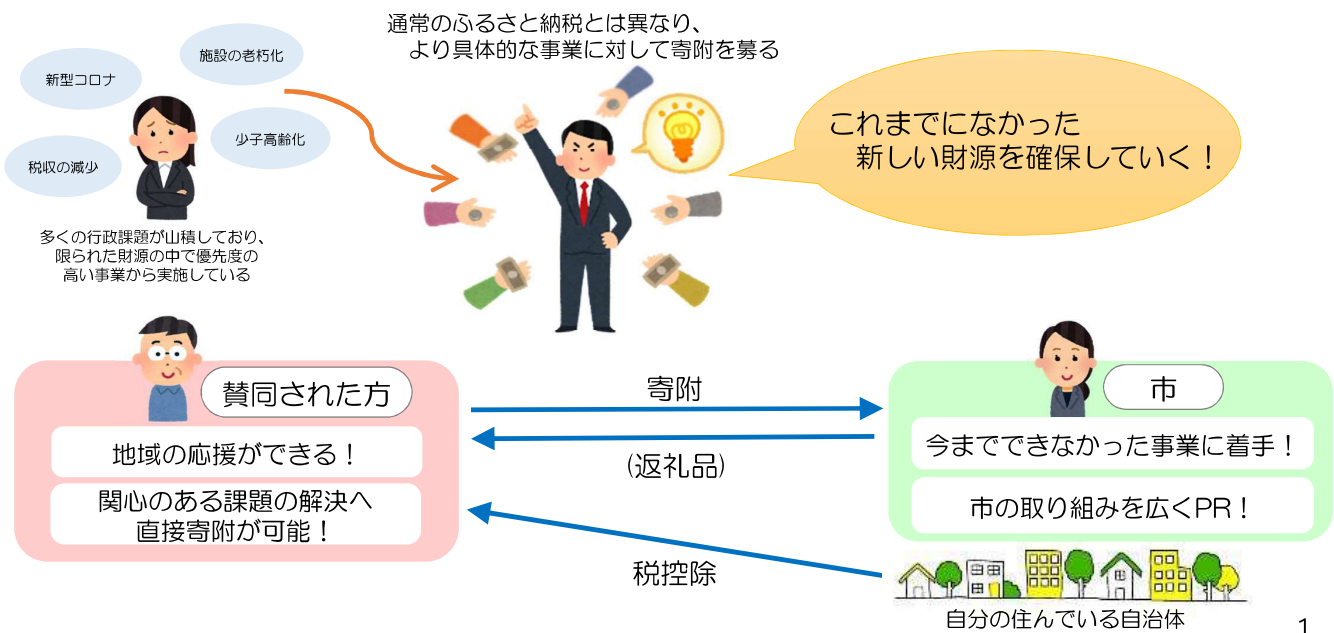 新型コロナ
施設の老朽化
税収の減少
少子高齢化
多くの行政課題が山積しており、
限られた財源の中で優先度の
高い事業から実施している
通常のふるさと納税とは異なり、
より具体的な事業に対して寄附を募る
これまでになかった
新しい財源を確保していく！
賛同された方
地域の応援ができる！
関心のある課題の解決へ
直接寄附が可能！
寄附
(返礼品)
税控除
市
今までできなかった事業に着手！
市の取り組みを広くPR！
自分の住んでいる自治体
1